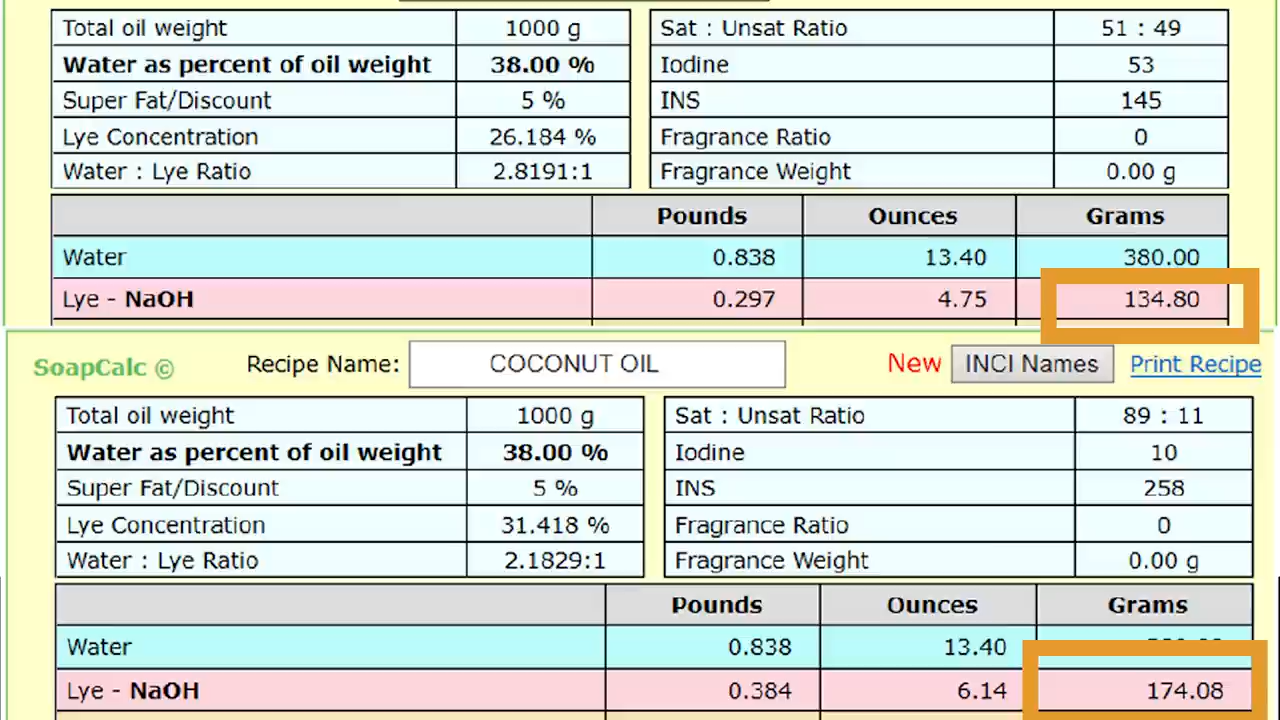 Total oil weight 1000 g Sat : Unsat Ratio 51 : 49
Water as percent of oil weight 38.00 % Iodine 53
Super Fat/Discount 5 % INS 145
Lye Concentration 26.184 % Fragrance Ratio 0
Water : Lye Ratio 2.8191:1 Fragrance Weight 0.00 g
Pounds Ounces Grams
Water 0.838 13.40 380.00
Lye - NaOH 0.297 4.75 134.80
SoapCalc © Recipe Name: COCONUT OIL New INCI Names Print Recipe
Total oil weight 1000 g Sat : Unsat Ratio 89 : 11
Water as percent of oil weight 38.00 % Iodine 10
Super Fat/Discount 5 % INS 258
Lye Concentration 31.418 % Fragrance Ratio 0
Water : Lye Ratio 2.1829:1 Fragrance Weight 0.00 g
Pounds Ounces Grams
Water 0.838 13.40
Lye - NaOH 0.384 6.14 174.08